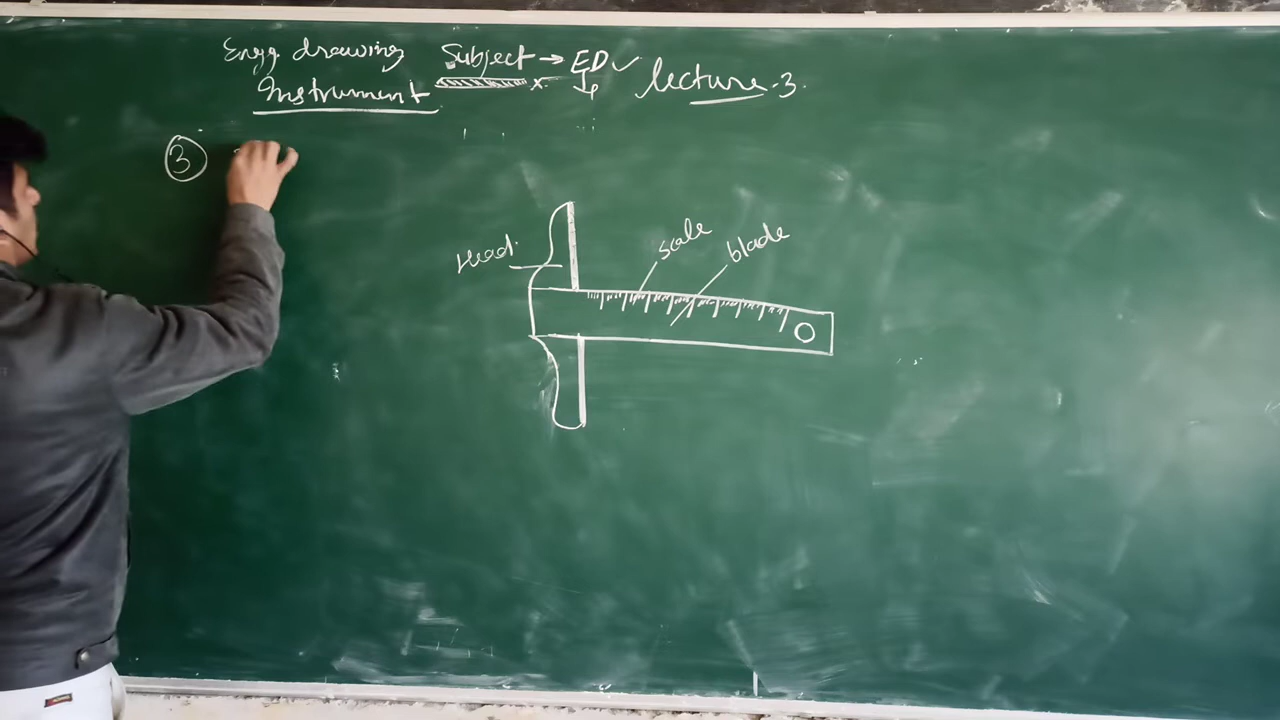 Engg drawing Subject → ED ✓ lecture-3.
Instrument
3
Head
scale
blade